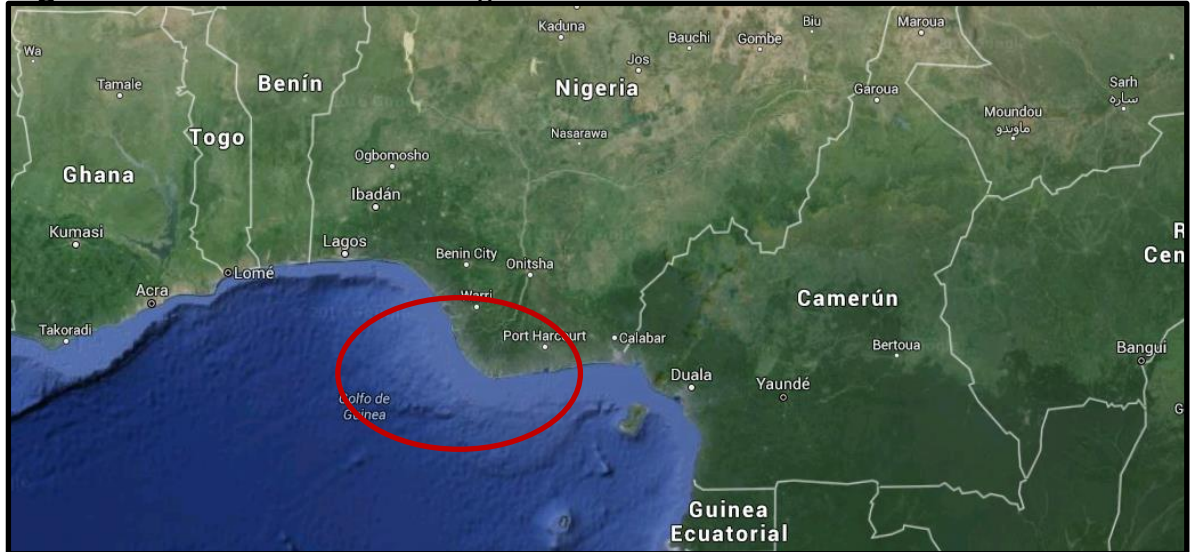 Kaduna
Biu
Maroua
Wa
Bauchi
Gombe
Jos
Tamale
Benín
Nigeria
Garoua
Sarh
ساره
Moundou
ماوندو
Togo
Nasarawa
Ogbomosho
Ghana
Ibadán
Kumasi
Lagos
Benin City
Onitsha
R
Cen
Lomé
Acra
Warri
Camerún
Takoradi
Port Harcourt
Calabar
Bertoua
Bangui
Duala
Yaundé
Golfo de
Guinea
G
Guinea
Ecuatorial